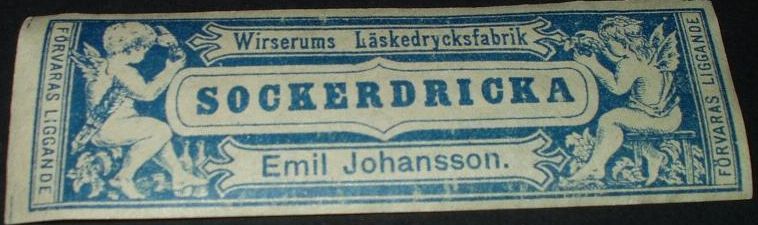 FÖRVARAS LIGGANDE
Wirserums Läskedrycksfabrik
SOCKERDRICKA
Emil Johansson.
FÖRVARAS LIGGANDE